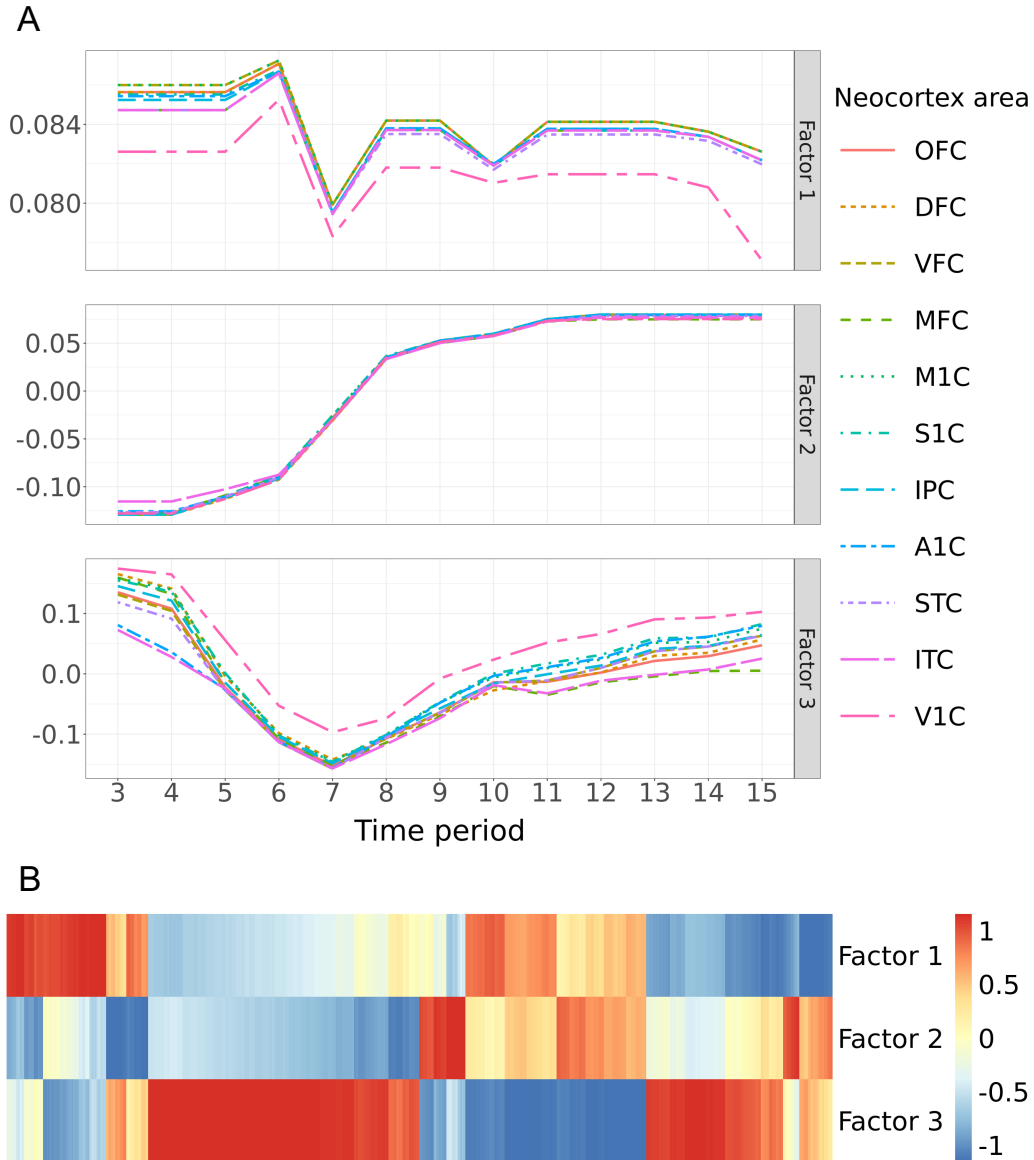 A
0.084
0.080
Factor 1
0.05
0.00
-0.05
-0.10
Factor 2
0.1
0.0
-0.1
Factor 3
3 4 5 6 7 8 9 10 11 12 13 14 15
Time period
Neocortex area
OFC
DFC
VFC
MFC
M1C
S1C
IPC
A1C
STC
ITC
V1C
B
Factor 1
Factor 2
Factor 3
1
0.5
0
-0.5
-1